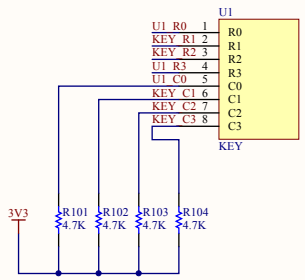 U1
U1_R0 1 R0
KEY_R1 2 R1
KEY_R2 3 R2
U1_R3 4 R3
U1_C0 5 C0
KEY_C1 6 C1
KEY_C2 7 C2
KEY_C3 8 C3
KEY
3V3
R101 R102 R103 R104
4.7K 4.7K 4.7K 4.7K